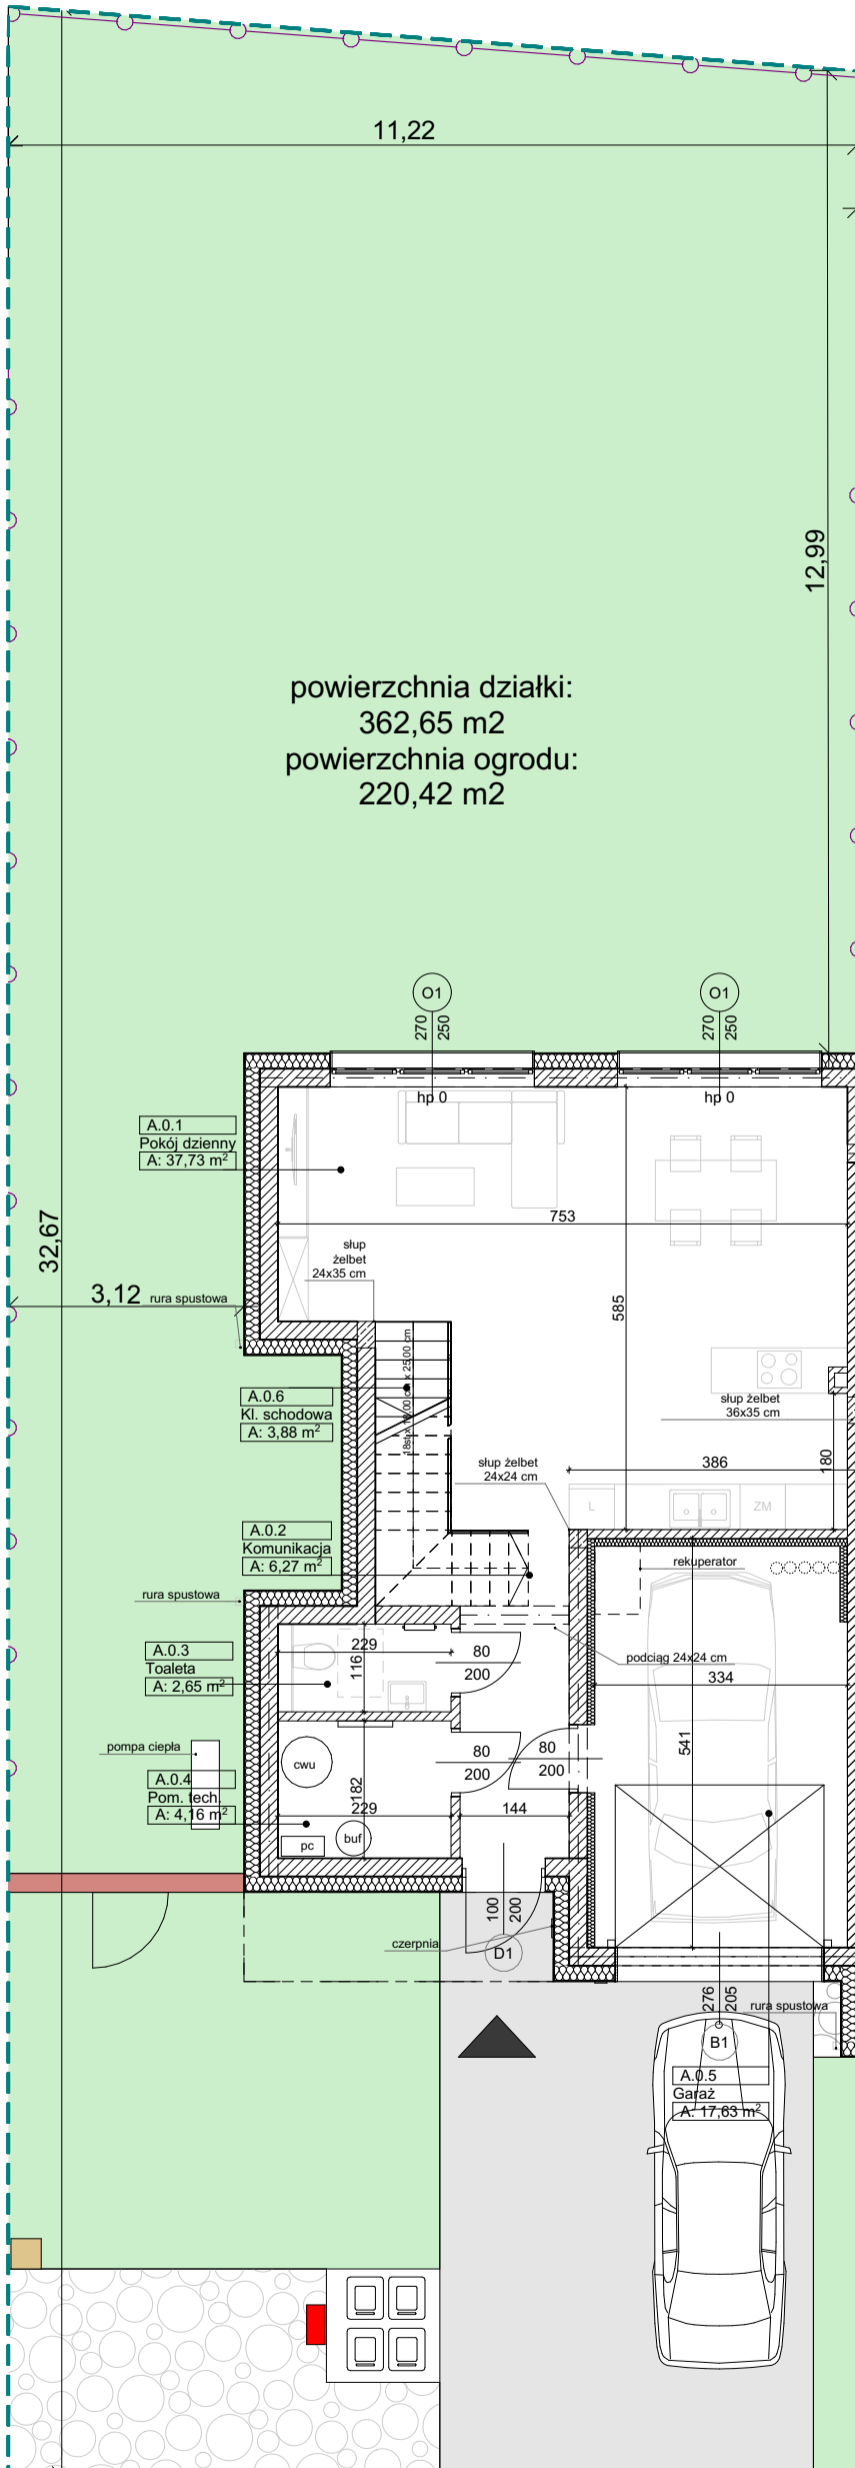 11,22
12,99
powierzchnia działki:
362,65 m2
powierzchnia ogrodu:
220,42 m2
O1
270
250
O1
270
250
hp 0
hp 0
A.0.1
Pokój dzienny
A: 37,73 m²
753
32,67
słup
żelbet
24x35 cm
3,12
rura spustowa
585
A.0.6
Kl. schodowa
A: 3,88 m²
słup żelbet
36x35 cm
180
słup żelbet
24x24 cm
386
L
ZM
A.0.2
Komunikacja
A: 6,27 m²
rekuperator
rura spustowa
A.0.3
Toaleta
A: 2,65 m²
229
116
80
200
podciąg 24x24 cm
334
541
pompa ciepła
A.0.4
Pom. tech.
A: 4,16 m²
cwu
182
229
pc
buf
80
200
80
200
144
100
200
D1
czerpnia
276
205
rura spustowa
B1
A.0.5
Garaż
A: 17,63 m²